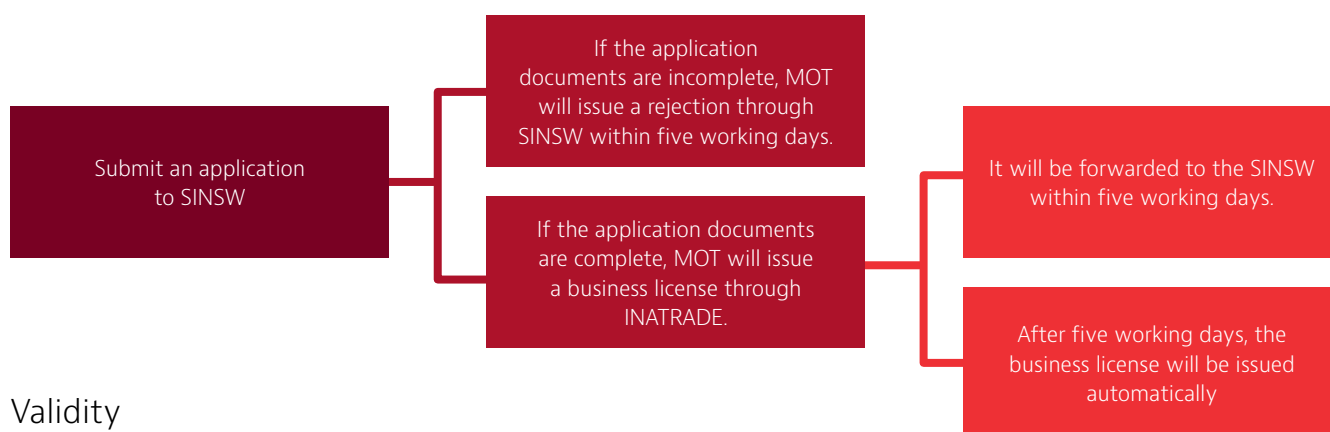 Submit an application
to SINSW
If the application
documents are incomplete, MOT
will issue a rejection through
SINSW within five working days.
If the application documents
are complete, MOT will issue
a business license through
INATRADE.
It will be forwarded to the SINSW
within five working days.
After five working days, the
business license will be issued
automatically
Validity